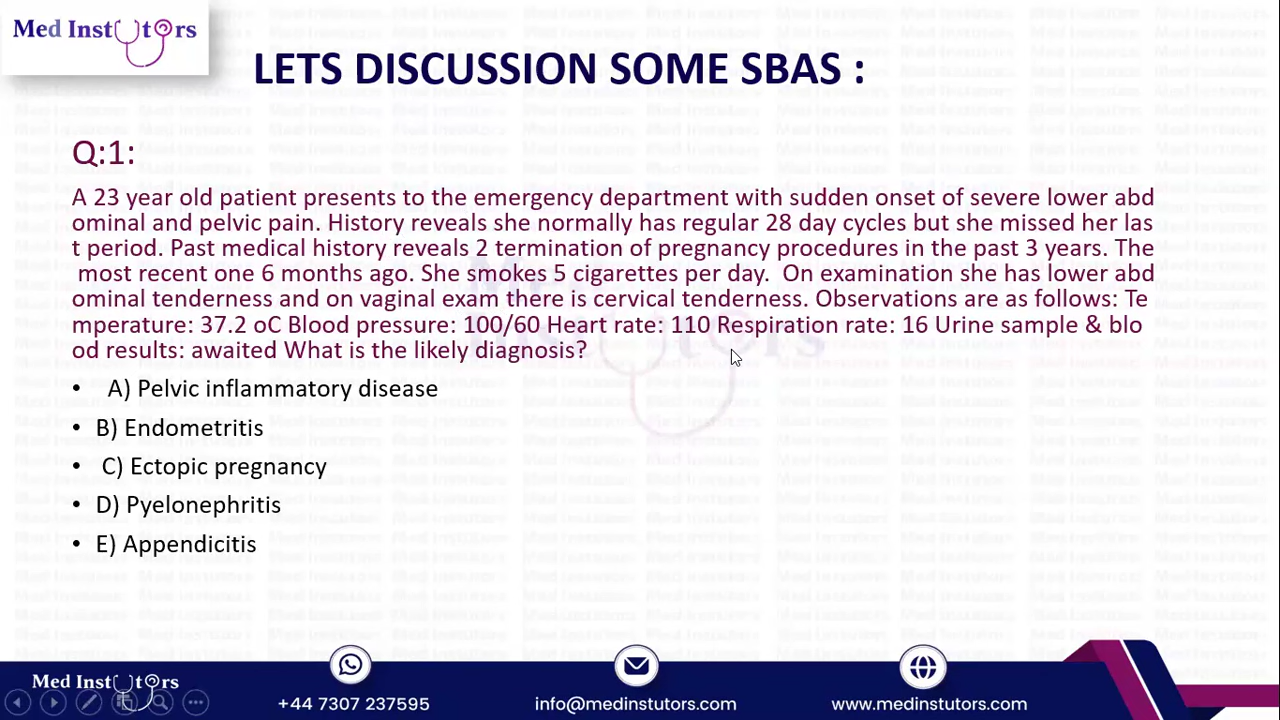 Med Instutors
LETS DISCUSSION SOME SBAS :
Q:1:
A 23 year old patient presents to the emergency department with sudden onset of severe lower abd
ominal and pelvic pain. History reveals she normally has regular 28 day cycles but she missed her las
t period. Past medical history reveals 2 termination of pregnancy procedures in the past 3 years. The
most recent one 6 months ago. She smokes 5 cigarettes per day.  On examination she has lower abd
ominal tenderness and on vaginal exam there is cervical tenderness. Observations are as follows: Te
mperature: 37.2 oC Blood pressure: 100/60 Heart rate: 110 Respiration rate: 16 Urine sample & blo
od results: awaited What is the likely diagnosis?
• A) Pelvic inflammatory disease
• B) Endometritis
• C) Ectopic pregnancy
• D) Pyelonephritis
• E) Appendicitis
Med Instutors
+44 7307 237595
info@medinstutors.com
www.medinstutors.com